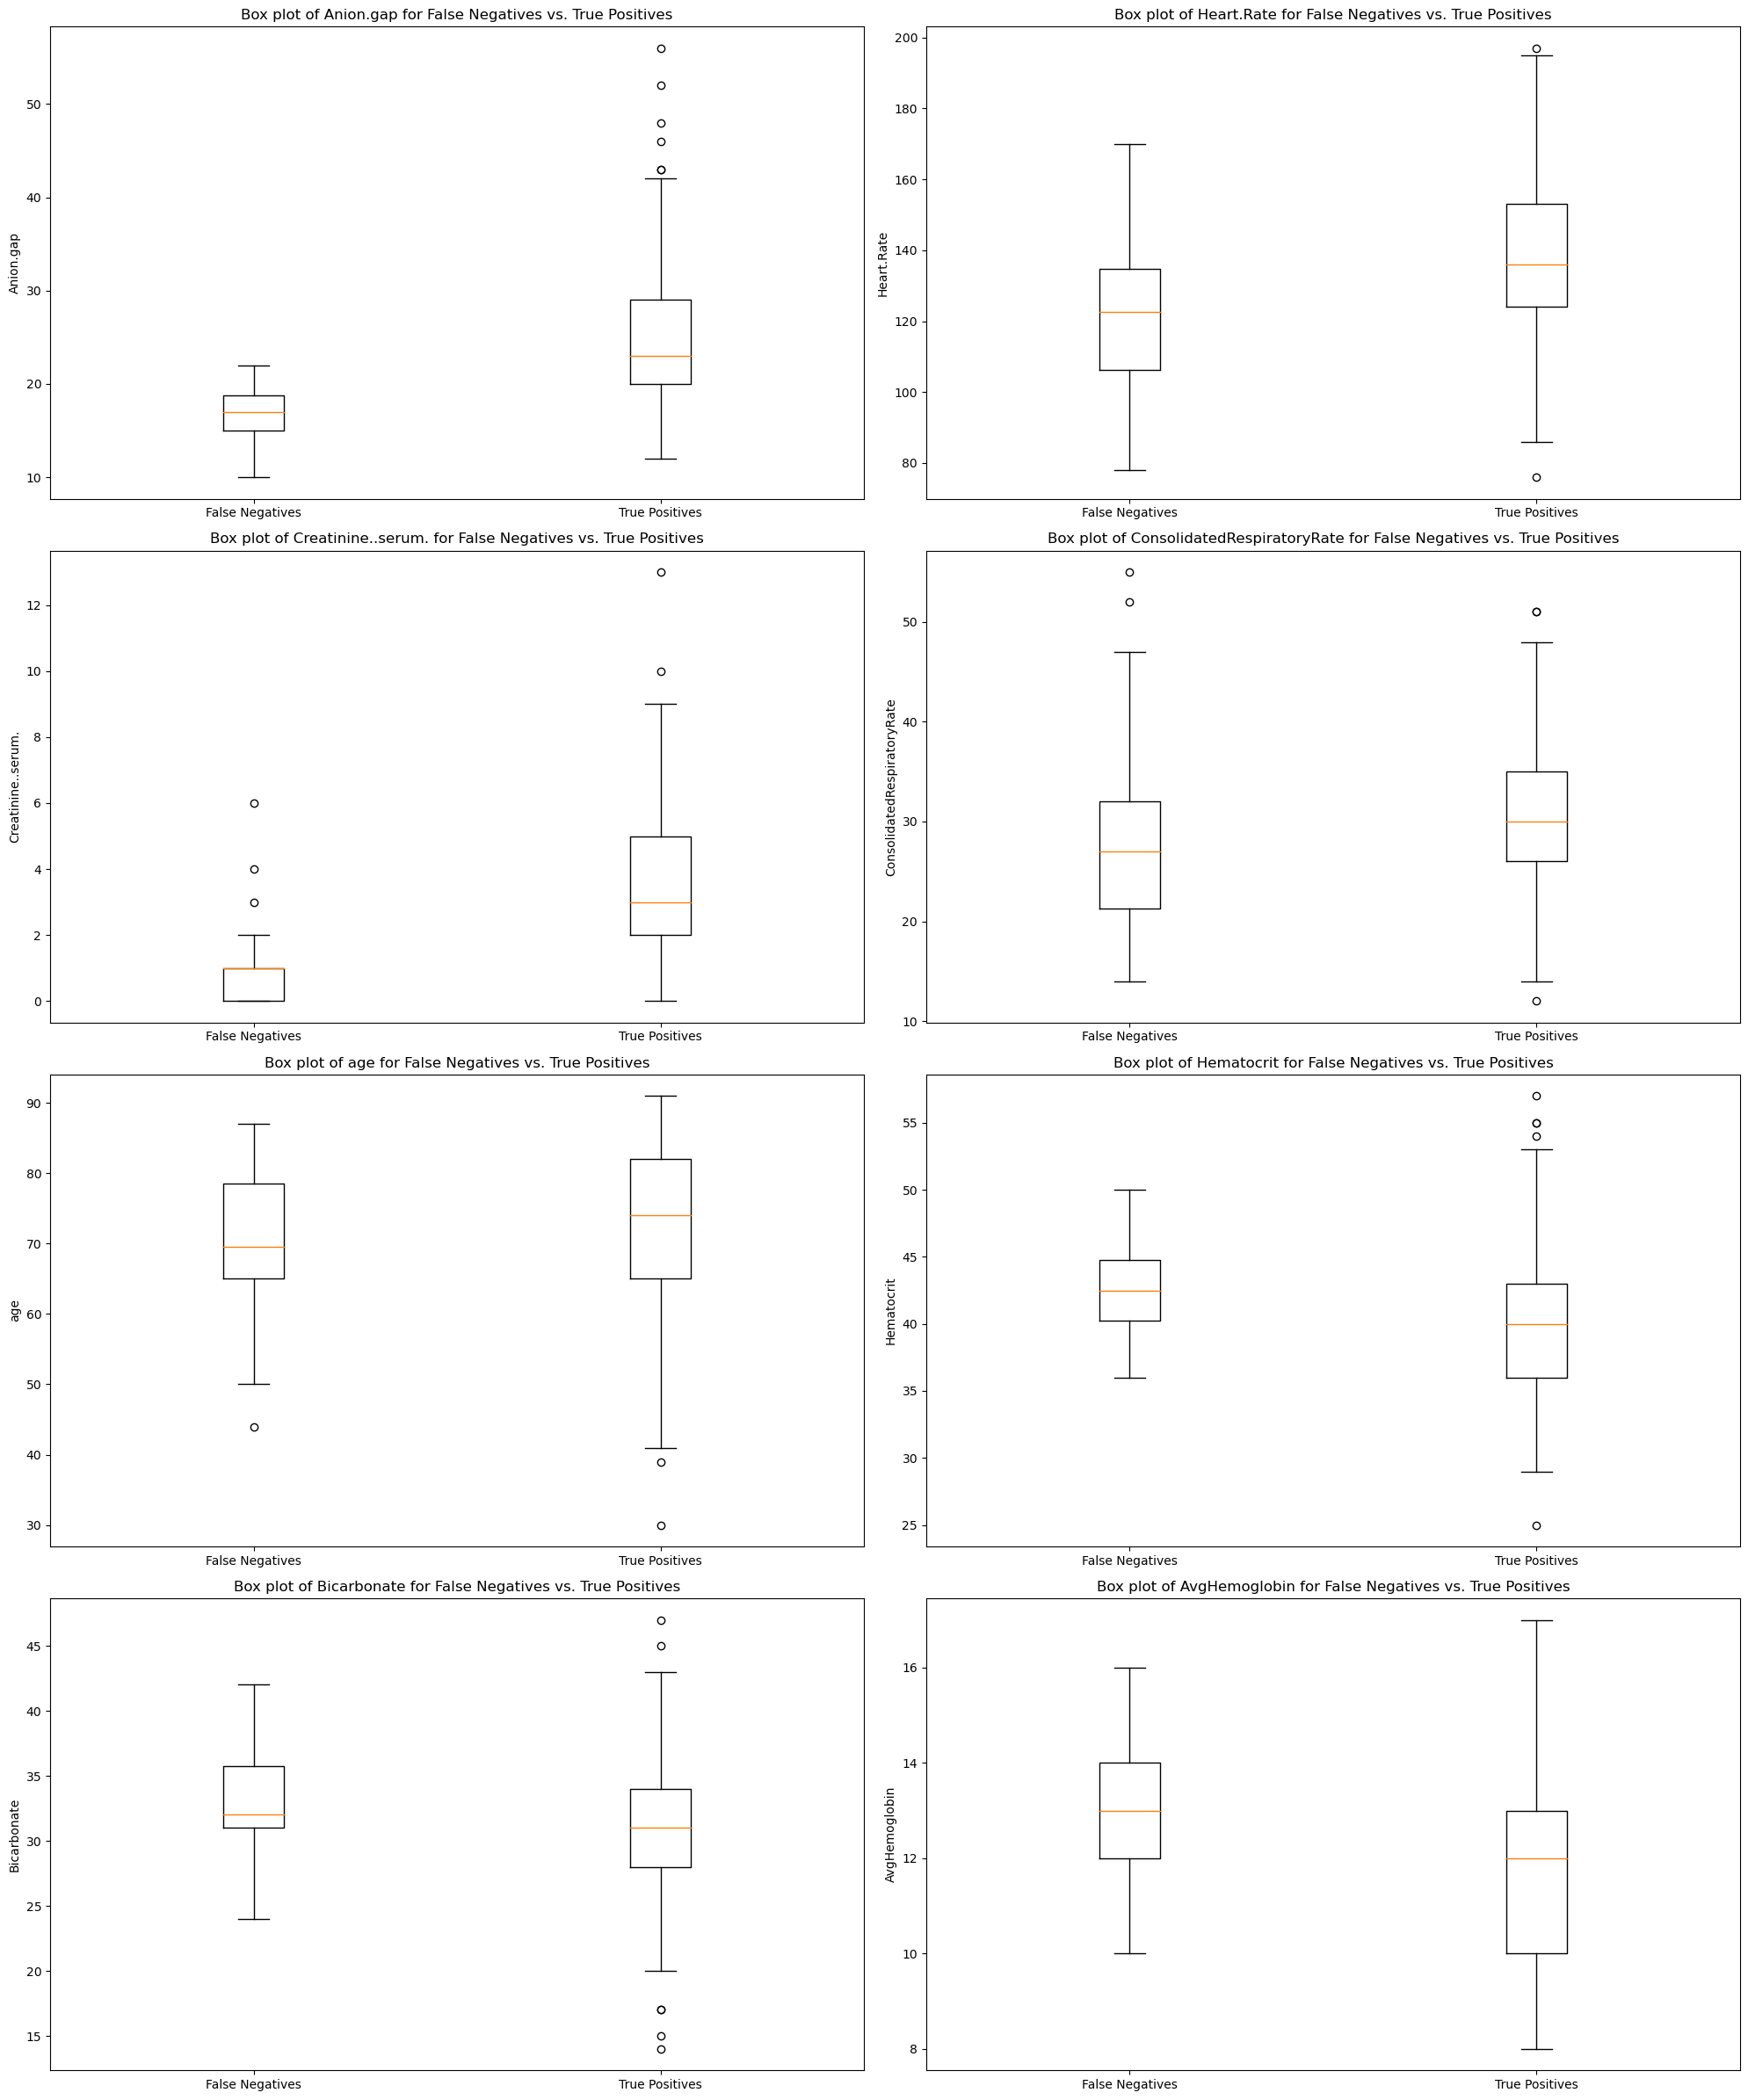 Box plot of Anion.gap for False Negatives vs. True Positives
50
40
30
20
10
Anion.gap
False Negatives
True Positives
Box plot of Heart.Rate for False Negatives vs. True Positives
200
180
160
140
120
100
80
Heart.Rate
False Negatives
True Positives
Box plot of Creatinine..serum. for False Negatives vs. True Positives
12
10
8
6
4
2
0
Creatinine..serum.
False Negatives
True Positives
Box plot of ConsolidatedRespiratoryRate for False Negatives vs. True Positives
50
40
30
20
10
ConsolidatedRespiratoryRate
False Negatives
True Positives
Box plot of age for False Negatives vs. True Positives
90
80
70
60
50
40
30
age
False Negatives
True Positives
Box plot of Hematocrit for False Negatives vs. True Positives
55
50
45
40
35
30
25
Hematocrit
False Negatives
True Positives
Box plot of Bicarbonate for False Negatives vs. True Positives
45
40
35
30
25
20
15
Bicarbonate
False Negatives
True Positives
Box plot of AvgHemoglobin for False Negatives vs. True Positives
16
14
12
10
8
AvgHemoglobin
False Negatives
True Positives